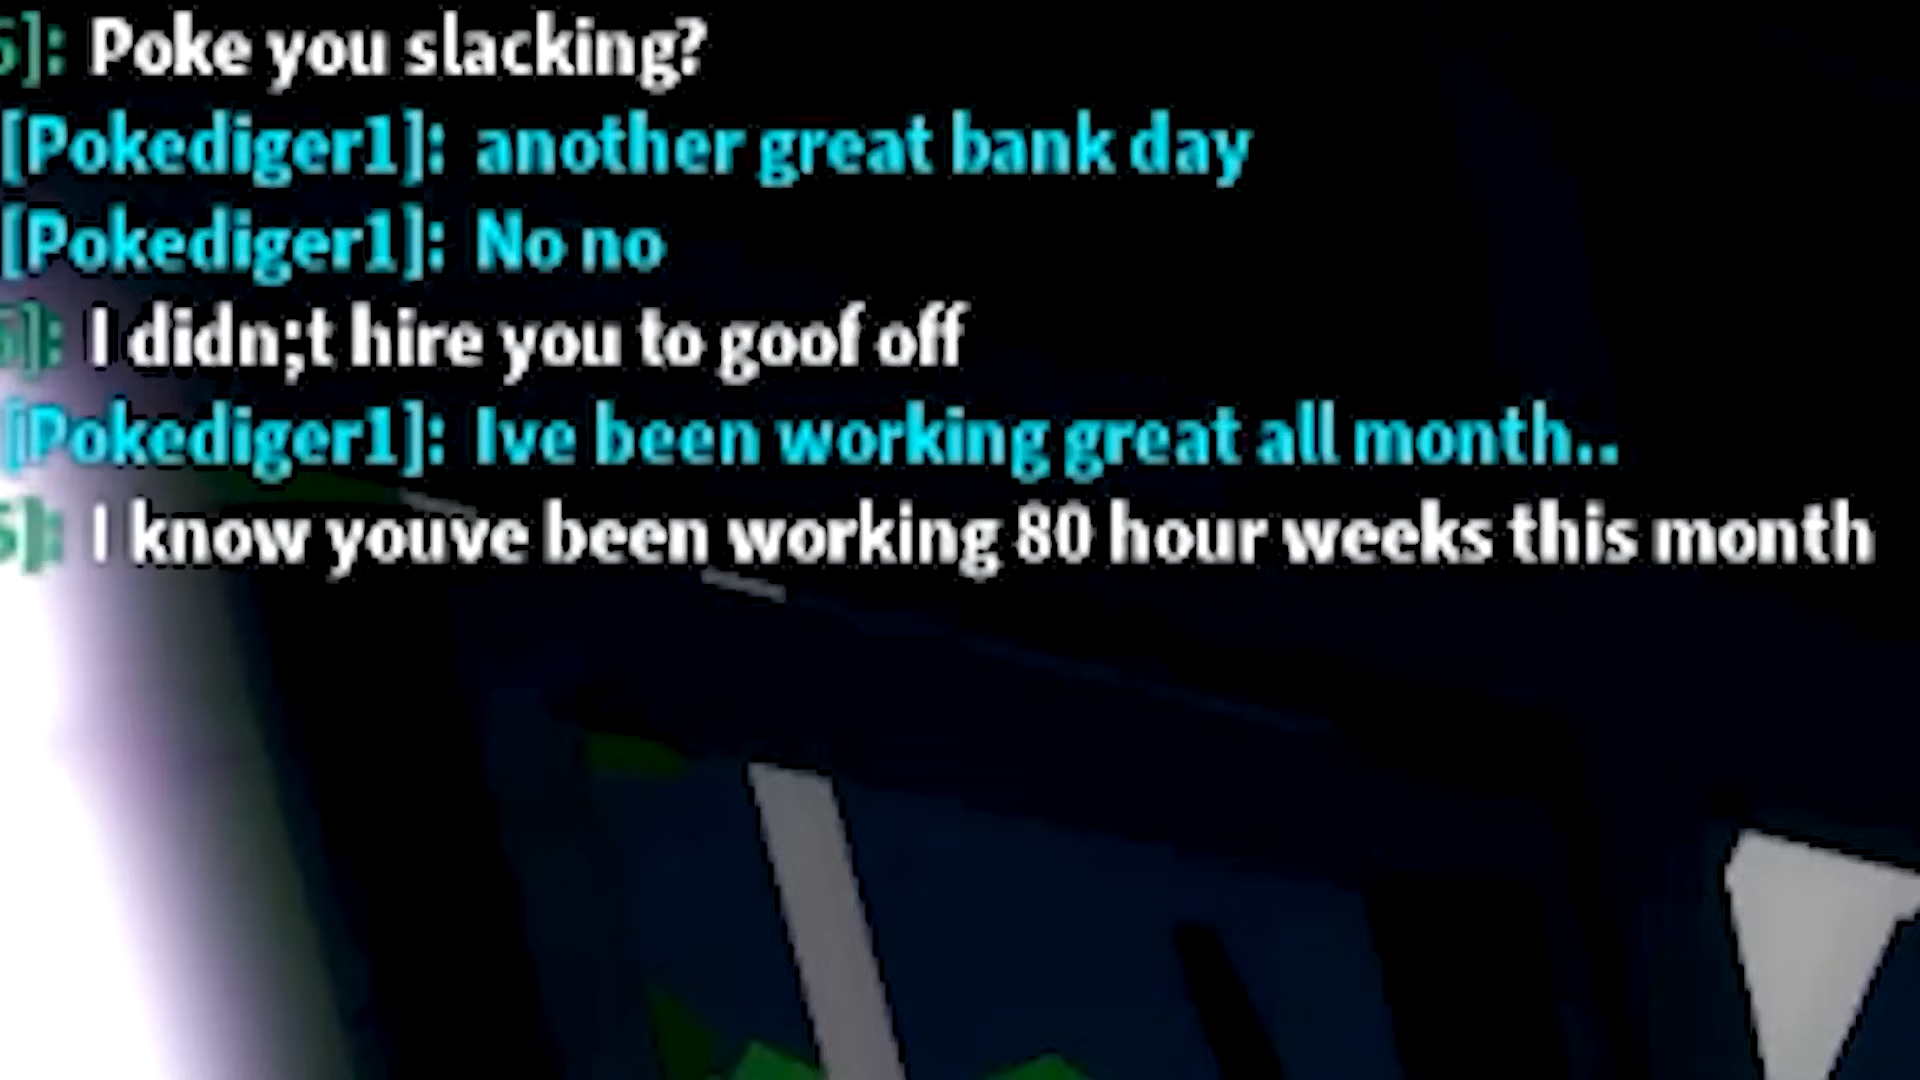 5]: Poke you slacking?
[Pokediger1]: another great bank day
[Pokediger1]: No no
5]: I didn;t hire you to goof off
[Pokediger1]: Ive been working great all month..
5]: I know youve been working 80 hour weeks this month